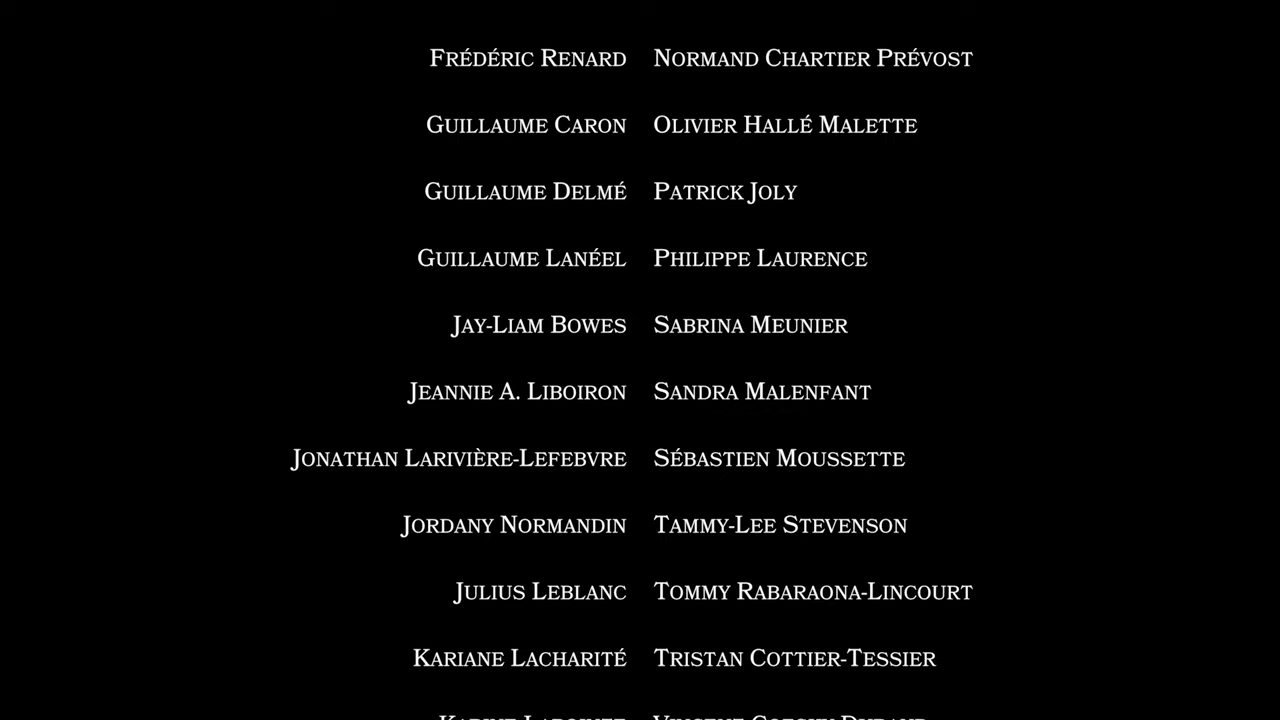 Frédéric Renard Normand Chartier Prévost
Guillaume Caron Olivier Hallé Malette
Guillaume Delmé Patrick Joly
Guillaume Lanéel Philippe Laurence
Jay-Liam Bowes Sabrina Meunier
Jeannie A. Liboiron Sandra Malenfant
Jonathan Larivière-Lefebvre Sébastien Moussette
Jordany Normandin Tammy-Lee Stevenson
Julius Leblanc Tommy Rabaraona-Lincourt
Kariane Lacharité Tristan Cottier-Tessier